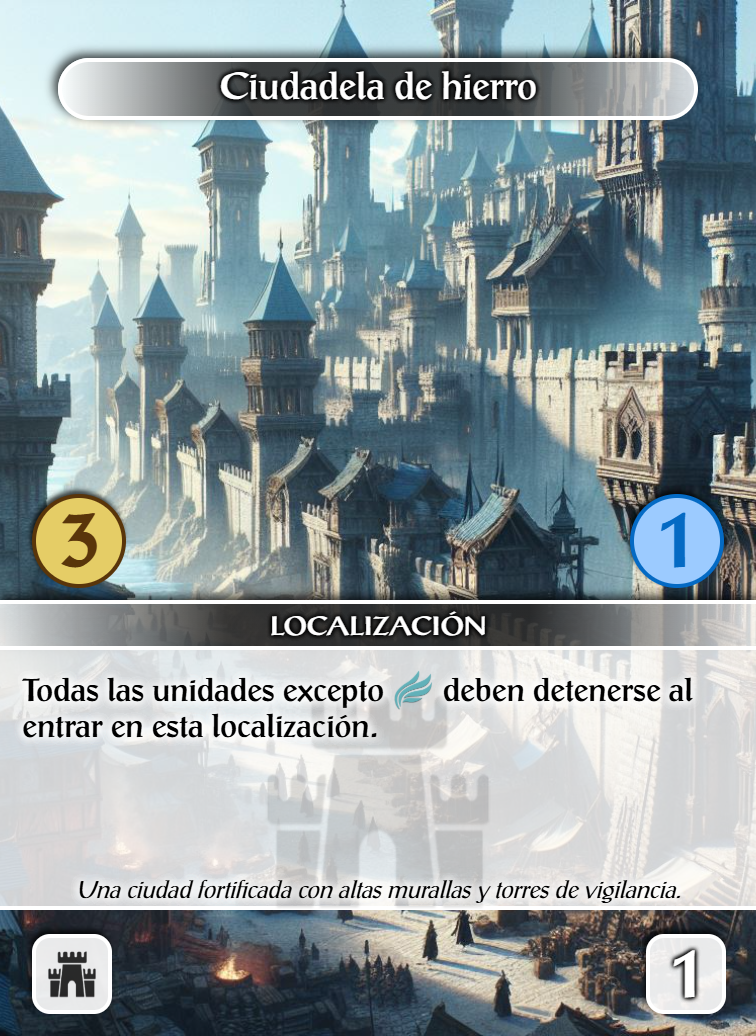 Ciudadela de hierro
3
1
LOCALIZACIÓN
Todas las unidades excepto deben detenerse al
entrar en esta localización.
Una ciudad fortificada con altas murallas y torres de vigilancia.
1